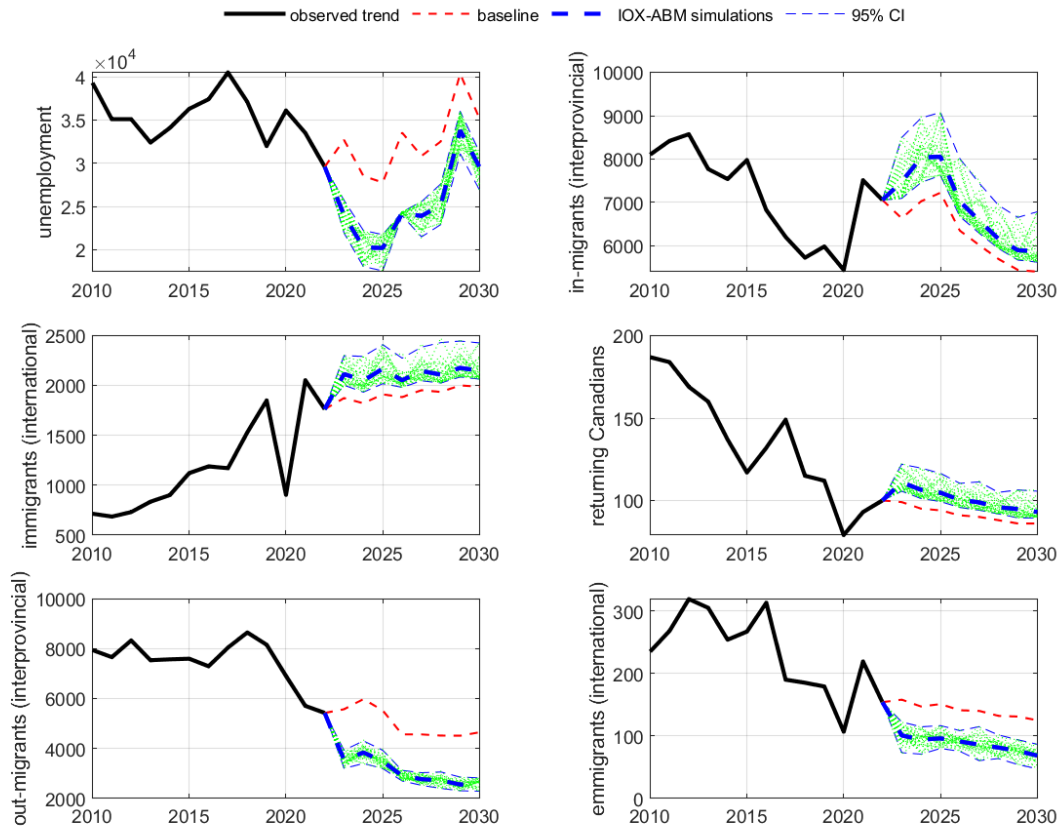 observed trend baseline IOX-ABM simulations 95% CI
×10⁴
4
3.5
3
2.5
2
unemployment
2010 2015 2020 2025 2030
10000
9000
8000
7000
6000
in-migrants (interprovincial)
2010 2015 2020 2025 2030
2500
2000
1500
1000
500
immigrants (international)
2010 2015 2020 2025 2030
200
150
100
returning Canadians
2010 2015 2020 2025 2030
10000
8000
6000
4000
2000
out-migrants (interprovincial)
2010 2015 2020 2025 2030
300
200
100
0
emmigrants (international)
2010 2015 2020 2025 2030